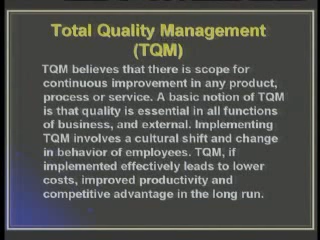 Total Quality Management
(TQM)
TQM believes that there is scope for
continuous improvement in any product,
process or service. A basic notion of TQM
is that quality is essential in all functions
of business, and external. Implementing
TQM involves a cultural shift and change
in behavior of employees. TQM, if
implemented effectively leads to lower
costs, improved productivity and
competitive advantage in the long run.